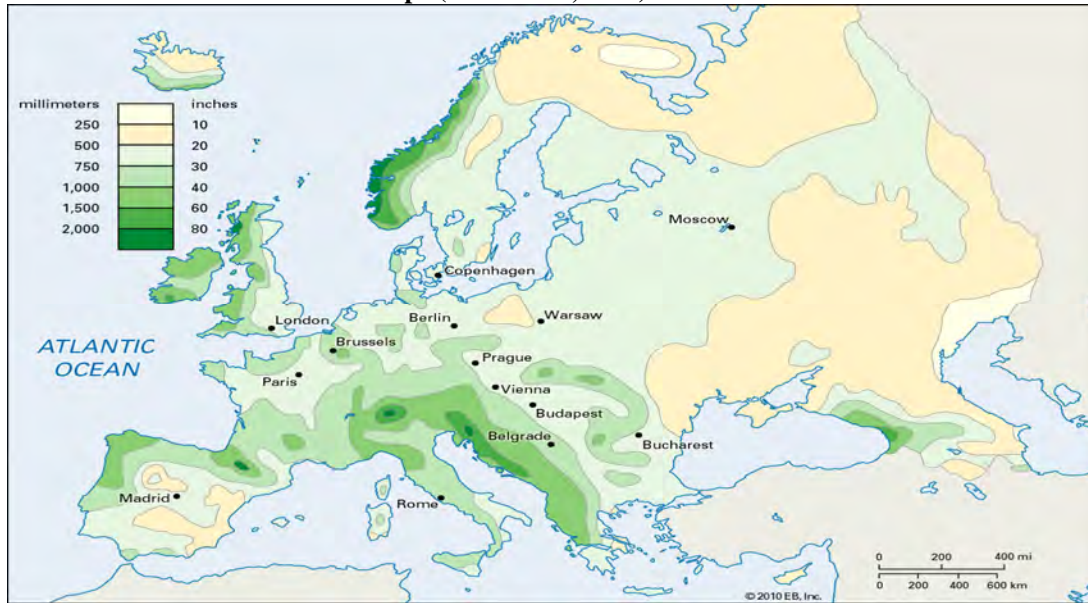 millimeters inches
250 10
500 20
750 30
1,000 40
1,500 60
2,000 80
Moscow
Copenhagen
London
Berlin
Warsaw
Brussels
ATLANTIC
OCEAN
Prague
Paris
Vienna
Budapest
Belgrade
Bucharest
Madrid
Rome
0 200 400 mi
0 200 400 600 km
© 2010 EB, Inc.